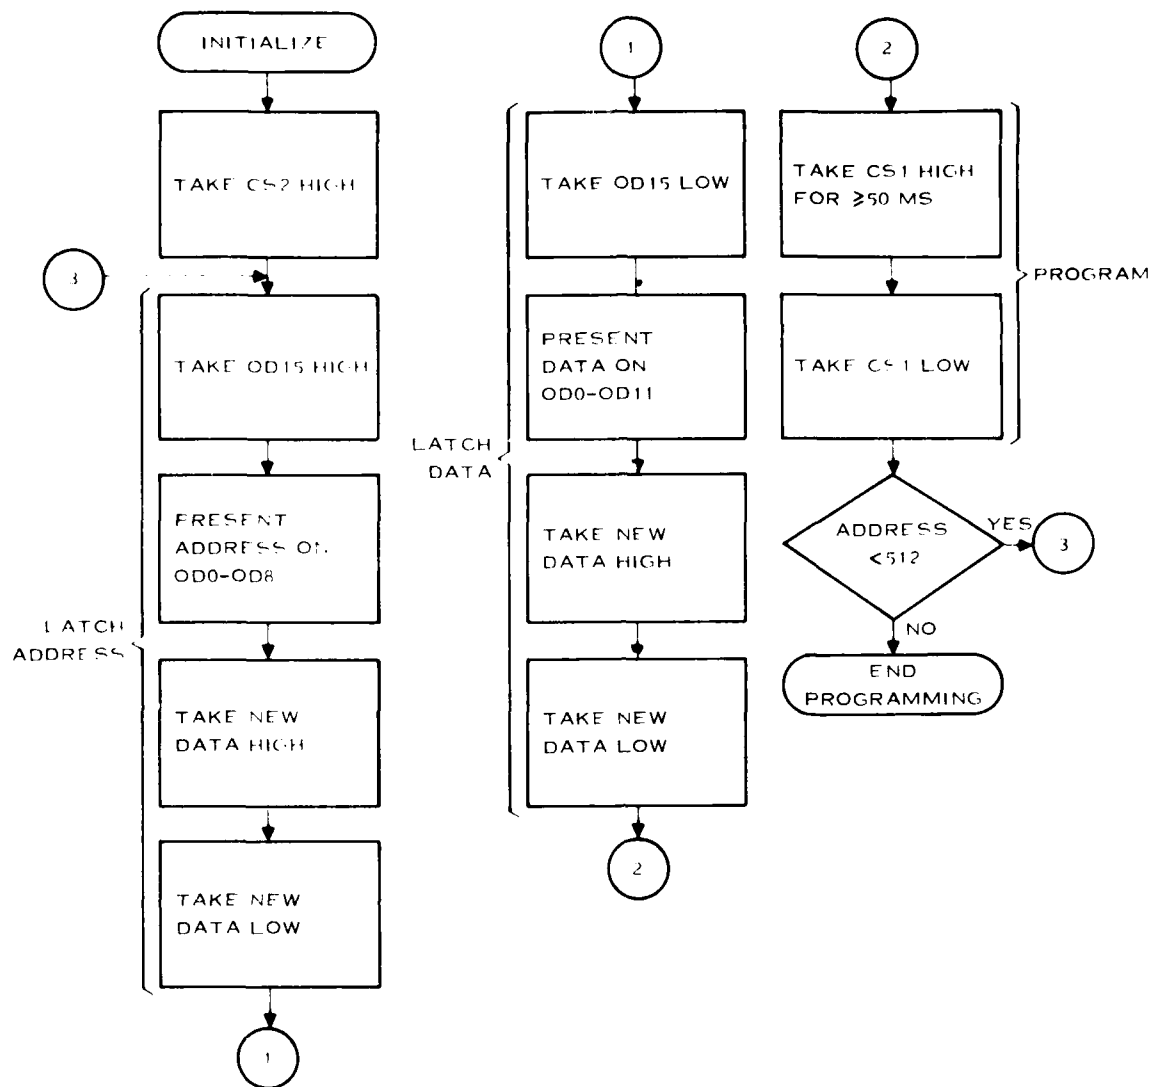 INITIALIZE
TAKE CS2 HIGH
3
TAKE OD15 HIGH
PRESENT
ADDRESS ON
OD0-OD8
LATCH
ADDRESS
TAKE NEW
DATA HIGH
TAKE NEW
DATA LOW
1
1
TAKE OD15 LOW
PRESENT
DATA ON
OD0-OD11
LATCH
DATA
TAKE NEW
DATA HIGH
TAKE NEW
DATA LOW
2
2
TAKE CS1 HIGH
FOR ≥50 MS
PROGRAM
TAKE CS1 LOW
ADDRESS
<512
YES
3
NO
END
PROGRAMMING